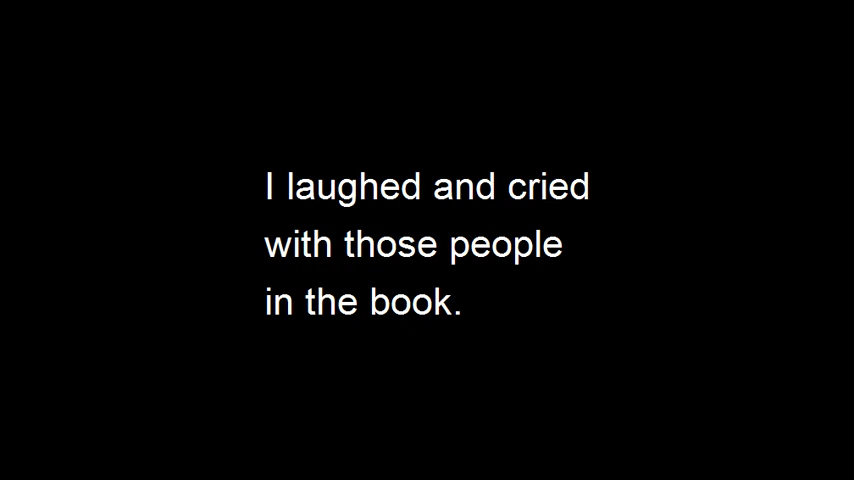 I laughed and cried
with those people
in the book.